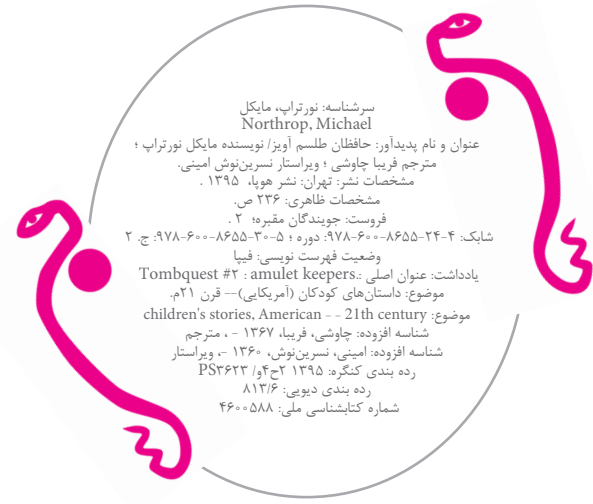 سرشناسه: نورتراپ، مایکل
Northrop, Michael
عنوان و نام پدیدآور: حافظان طلسم آویز/ نویسنده مایکل نورتراپ ؛
مترجم فریبا چاوشی ؛ ویراستار نسرین‌نوش امینی.
مشخصات نشر: تهران: نشر هوپا، ۱۳۹۵ .
مشخصات ظاهری: ۲۳۶ ص.
فروست: جویندگان مقبره؛ ۲ .
شابک: ۴-۲۴-۸۶۵۵-۶۰۰-۹۷۸: دوره ؛ ۵-۳۰-۸۶۵۵-۶۰۰-۹۷۸: ج. ۲
وضعیت فهرست نویسی: فیپا
یادداشت: عنوان اصلی :.Tombquest #۲ : amulet keepers
موضوع: داستان‌های کودکان (آمریکایی)-- قرن ۲۱م.
موضوع: children's stories, American - - 21th century
شناسه افزوده: چاوشی، فریبا، ۱۳۶۷ - ، مترجم
شناسه افزوده: امینی، نسرین‌نوش، ۱۳۶۰ -، ویراستار
رده بندی کنگره: ۱۳۹۵ ۲ح۴و/ PS۳۶۲۳
رده بندی دیویی: ۸۱۳/۶
شماره کتابشناسی ملی: ۴۶۰۰۵۸۸